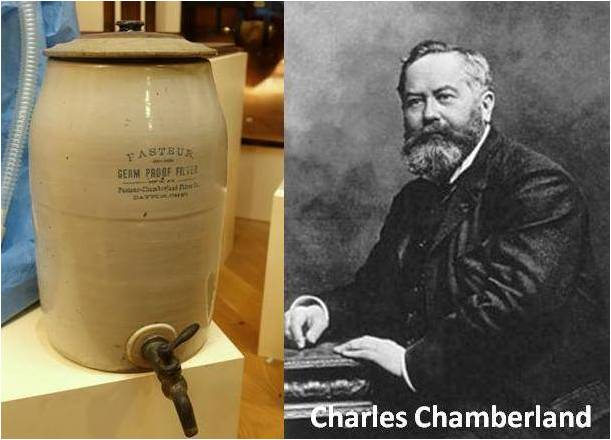 PASTEUR
GERM PROOF FILTER
Pasteur-Chamberland Filter Co.
DAYTON, OHIO
Charles Chamberland